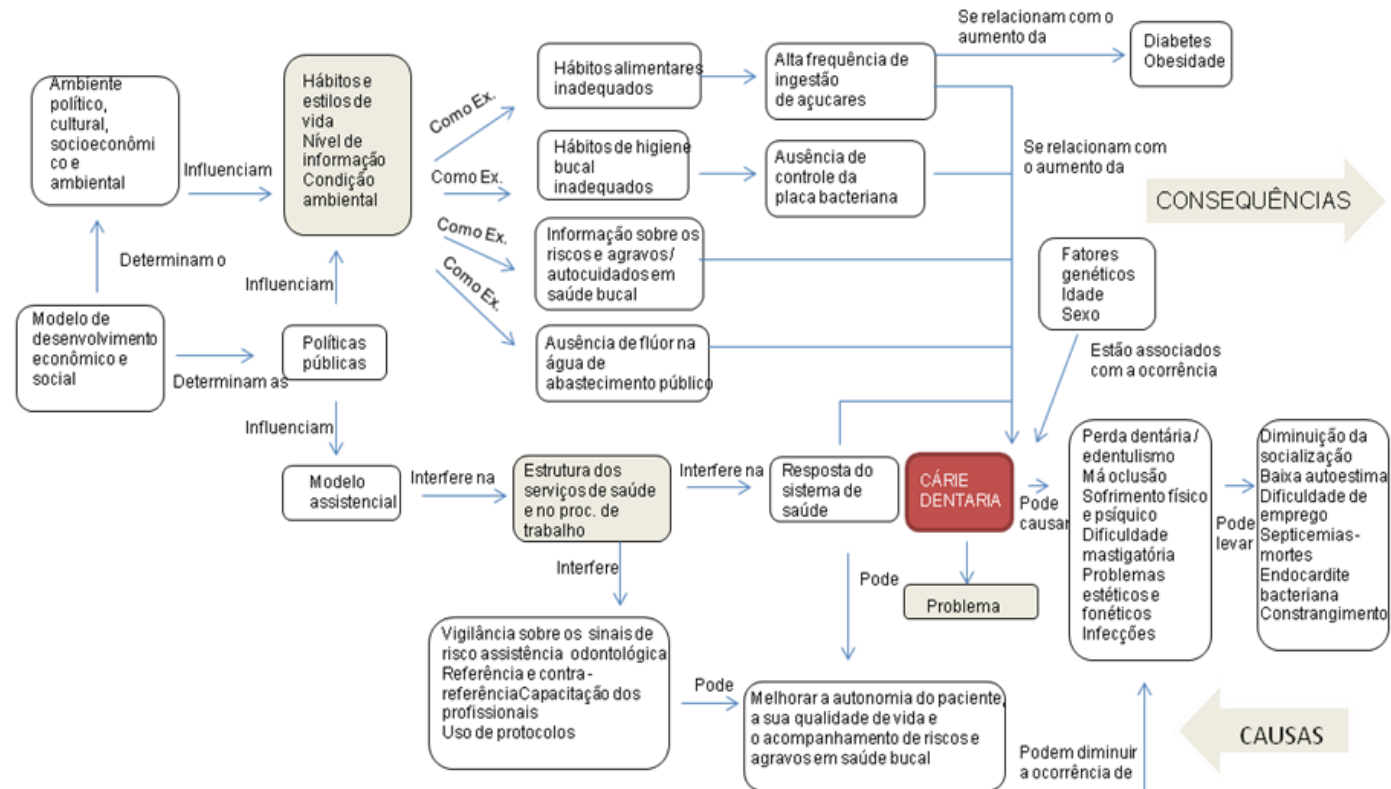 Ambiente
político,
cultural,
socioeconômi
co e
ambiental
Influenciam
Hábitos e
estilos de
vida
Nível de
informação
Condição
ambiental
Como Ex.
Como Ex.
Como Ex.
Como Ex.
Hábitos alimentares
inadequados
Alta frequência de
ingestão
de açucares
Se relacionam com o
aumento da
Diabetes
Obesidade
Hábitos de higiene
bucal
inadequados
Ausência de
controle da
placa bacteriana
Se relacionam com
o aumento da
CONSEQUÊNCIAS
Informação sobre os
riscos e agravos/
autocuidados em
saúde bucal
Ausência de flúor na
água de
abastecimento público
Fatores
genéticos
Idade
Sexo
Estão associados
com a ocorrência
Determinam o
Influenciam
Modelo de
desenvolvimento
econômico e
social
Determinam as
Políticas
públicas
Influenciam
Modelo
assistencial
Interfere na
Estrutura dos
serviços de saúde
e no proc. de
trabalho
Interfere na
Resposta do
sistema de
saúde
CÁRIE
DENTARIA
Pode
causar
Perda dentária /
edentulismo
Má oclusão
Sofrimento físico
e psíquico
Dificuldade
mastigatória
Problemas
estéticos e
fonéticos
Infecções
Pode
levar
Diminuição da
socialização
Baixa autoestima
Dificuldade de
emprego
Septicemias-
mortes
Endocardite
bacteriana
Constrangimento
Interfere
Pode
Problema
Vigilância sobre os sinais de
risco assistência odontológica
Referência e contra-
referênciaCapacitação dos
profissionais
Uso de protocolos
Pode
Melhorar a autonomia do paciente,
a sua qualidade de vida e
o acompanhamento de riscos e
agravos em saúde bucal
Podem diminuir
a ocorrência de
CAUSAS